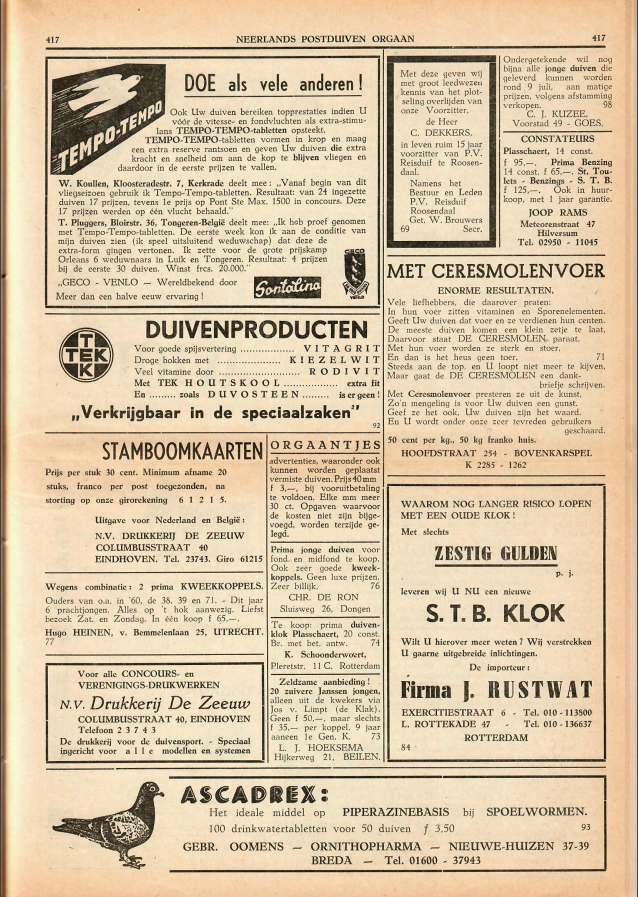 417
NEERLANDS POSTDUIVEN ORGAAN
417
TEMPO-TEMPO
DOE als vele anderen!
Ook Uw duiven bereiken topprestaties indien U
vóór de vitesse- en fondvluchten als extra-stimu-
lans TEMPO-TEMPO-tabletten opsteekt.
TEMPO-TEMPO-tabletten vormen in krop en maag
een extra reserve rantsoen en geven Uw duiven die extra
kracht en snelheid om aan de kop te blijven vliegen en
daardoor in de eerste prijzen te vallen.
W. Koullen, Kloosteradestr. 7, Kerkrade deelt mee: „Vanaf begin van dit
vliegseizoen gebruik ik Tempo-Tempo-tabletten. Resultaat: van 24 ingezette
duiven 17 prijzen, tevens 1e prijs op Pont Ste Max. 1500 in concours. Deze
17 prijzen werden op één vlucht behaald."
T. Pluggers, Bloirstr. 36, Tongeren-België deelt mede: „Ik heb proef genomen
met Tempo-Tempo-tabletten. De eerste week kon ik aan de conditie van
mijn duiven zien (ik speel uitsluitend weduwschap) dat deze de
extra-form gingen vertonen. Ik zette voor de grote prijskamp
Orleans 6 weduwnaars in Luik en Tongeren. Resultaat: 4 prijzen
bij de eerste 30 duiven. Winst frcs. 20.000."
„GECO - VENLO — Wereldbekend door
Meer dan een halve eeuw ervaring!
Santalina
GECO
VENLO
TEK
TEK
DUIVENPRODUCTEN
Voor goede spijsvertering .................. VITAGRIT
Droge hokken met ....................... KIEZELWIT
Veel vitamine door ........................ RODIVIT
Met TEK HOUTSKOOL ................ extra fit
En ......... zoals DUVOSTEEN ......... is er geen!
„Verkrijgbaar in de speciaalzaken"
92
STAMBOOMKAARTEN
Prijs per stuk 30 cent. Minimum afname 20
stuks, franco per post toegezonden, na
storting op onze girorekening 61215.
Uitgave voor Nederland en België:
N.V. DRUKKERIJ DE ZEEUW
COLUMBUSSTRAAT 40
EINDHOVEN. Tel. 23743. Giro 61215
Wegens combinatie: 2 prima KWEEKKOPPELS.
Ouders van o.a. in '60, de 38, 39 en 71. - Dit jaar
6 prachtjongen. Alles op 't hok aanwezig. Liefst
bezoek Zat. en Zondag. In één koop f 65.—.
Hugo HEINEN, v. Bemmelenlaan 25, UTRECHT.
77
Voor alle CONCOURS- en
VERENIGINGS-DRUKWERKEN
N.V. Drukkerij De Zeeuw
COLUMBUSSTRAAT 40, EINDHOVEN
Telefoon 23743
De drukkerij voor de duivensport. - Speciaal
ingericht voor alle modellen en systemen
ORGAANTJES
advertenties, waaronder ook
kunnen worden geplaatst
vermiste duiven. Prijs 40 mm
f 3,—, bij vooruitbetaling
te voldoen. Elke mm meer
30 ct. Opgaven waarvoor
de kosten niet zijn bijge-
voegd, worden terzijde ge-
legd.
Prima jonge duiven voor
fond en midfond te koop.
Ook zeer goede kweek-
koppels. Geen luxe prijzen.
Zeer billijk. 76
CHR. DE RON
Sluisweg 26, Dongen
Te koop: prima duiven-
klok Plasschaert, 20 const.
Br. met bet. antw. 74
K. Schoonderwoert,
Pleretstr. 11 C. Rotterdam
Zeldzame aanbieding!
20 zuivere Janssen jongen,
alleen uit de kwekers via
Jos v. Limpt (de Klak).
Geen f 50.—, maar slechts
f 35,— per koppel. 9 jaar
aaneen 1e Gen. K. 73
L. J. HOEKSEMA
Hijkerweg 21, BEILEN.
Met deze geven wij
met groot leedwezen
kennis van het plot-
seling overlijden van
onze Voorzitter,
de Heer
C. DEKKERS,
in leven ruim 15 jaar
voorzitter van P.V.
Reisduif te Roosen-
daal.
Namens het
Bestuur en Leden
P.V. Reisduif
Roosendaal
Get. W. Brouwers
69 Secr.
Ondergetekende wil nog
bijna alle jonge duiven die
geleverd kunnen worden
rond 9 juli, aan matige
prijzen, volgens afstamming
verkopen. 98
C. J. KUZEE,
Voorstad 49 - GOES.
CONSTATEURS
Plasschaert, 14 const.
f 95,—. Prima Benzing
14 const. f 65,—. St. Tou-
lets - Benzings - S. T. B.
f 125,—. Ook in huur-
koop, met 1 jaar garantie.
JOOP RAMS
Meteorenstraat 47
Hilversum
Tel. 02950 - 11045
MET CERESMOLENVOER
ENORME RESULTATEN.
Vele liefhebbers, die daarover praten:
In hun voer zitten vitaminen en Sporenelementen.
Geeft Uw duiven dat voer en ze verdienen hun centen.
De meeste duiven komen een klein zetje te laat,
Daarvoor staat DE CERESMOLEN, paraat.
Met hun voer worden ze sterk en stoer,
En dan is het heus geen toer. 71
Steeds aan de top. en U loopt niet meer te kijven,
Maar gaat de DE CERESMOLEN een dank-
briefje schrijven.
Met Ceresmolenvoer presteren ze uit de kunst,
Zo'n mengeling is voor Uw duiven een gunst.
Geef ze het ook, Uw duiven zijn het waard.
En U wordt onder onze zeer tevreden gebruikers
geschaard.
50 cent per kg., 50 kg franko huis.
HOOFDSTRAAT 254 - BOVENKARSPEL
K 2285 - 1262
WAAROM NOG LANGER RISICO LOPEN
MET EEN OUDE KLOK!
Met slechts
ZESTIG GULDEN
p. j.
leveren wij U NU een nieuwe
S.T.B. KLOK
Wilt U hierover meer weten? Wij verstrekken
U gaarne uitgebreide inlichtingen.
De importeur:
Firma J. RUSTWAT
EXERCITIESTRAAT 6 - Tel. 010-113800
L. ROTTEKADE 47 - Tel. 010-136637
ROTTERDAM
84
ASCADREX:
Het ideale middel op PIPERAZINEBASIS bij SPOELWORMEN.
100 drinkwatertabletten voor 50 duiven f 3,50 93
GEBR. OOMENS — ORNITHOPHARMA — NIEUWE-HUIZEN 37-39
BREDA — Tel. 01600 - 37943